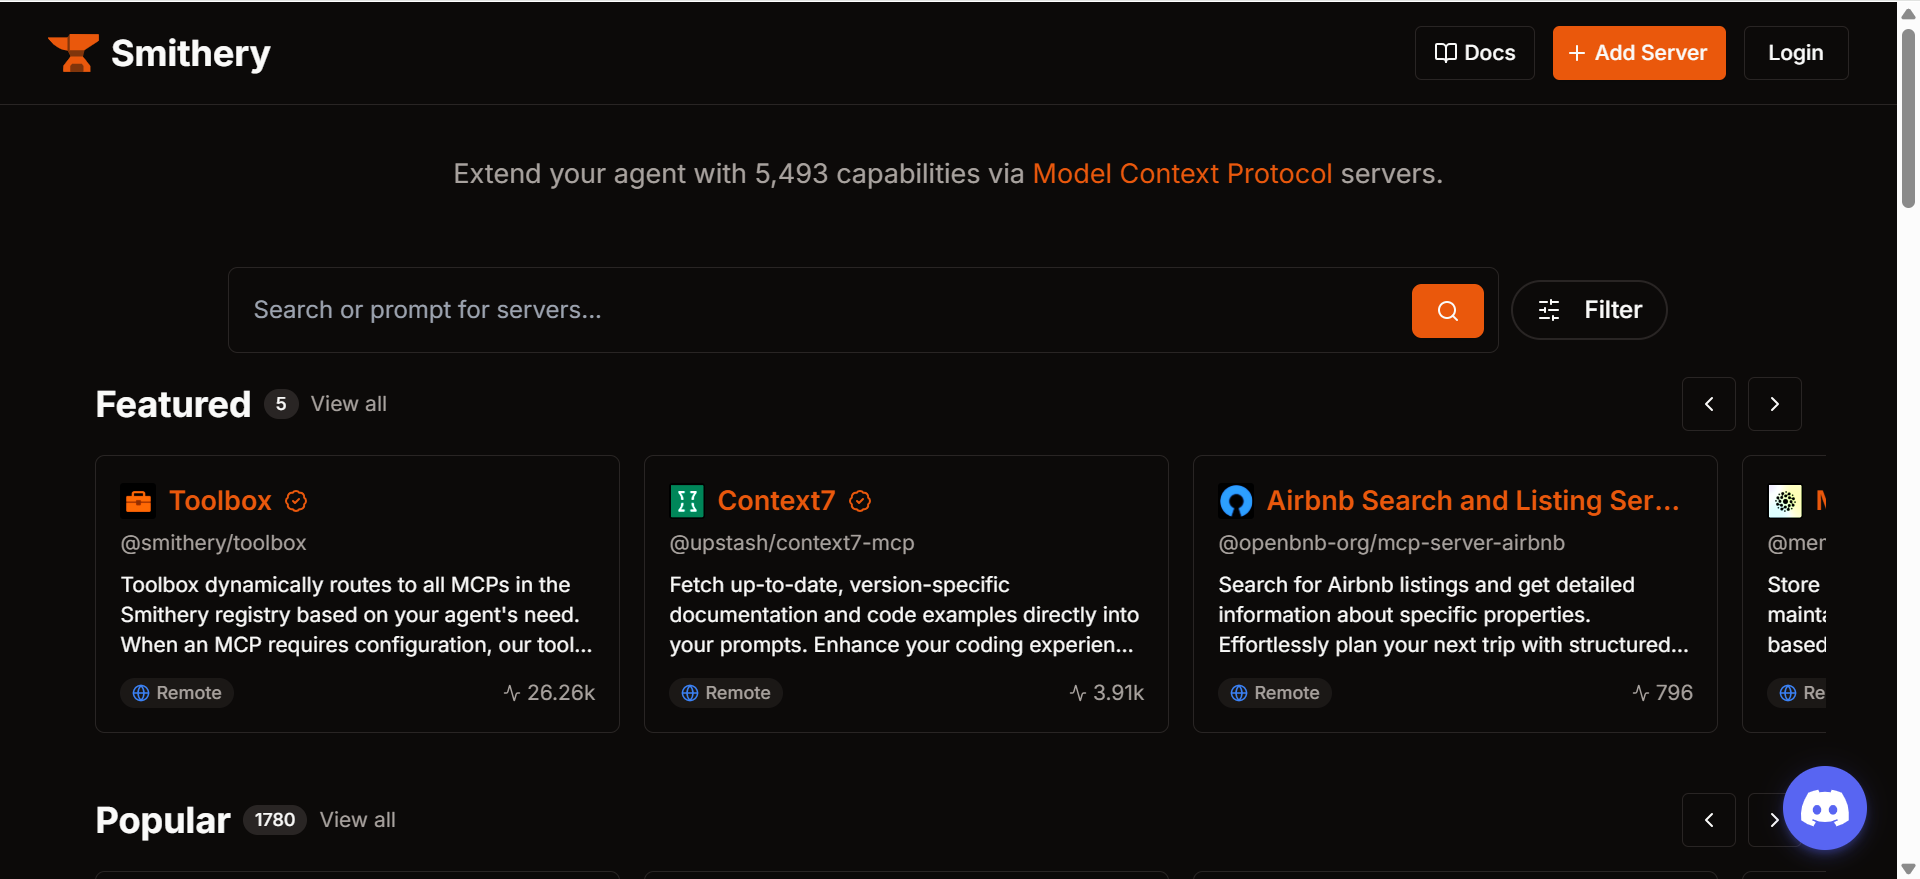 Smithery
Docs
+ Add Server
Login
Extend your agent with 5,493 capabilities via Model Context Protocol servers.
Search or prompt for servers...
Filter
Featured 5 View all
Toolbox
@smithery/toolbox
Toolbox dynamically routes to all MCPs in the
Smithery registry based on your agent's need.
When an MCP requires configuration, our tool...
Remote
26.26k
Context7
@upstash/context7-mcp
Fetch up-to-date, version-specific
documentation and code examples directly into
your prompts. Enhance your coding experien...
Remote
3.91k
Airbnb Search and Listing Ser...
@openbnb-org/mcp-server-airbnb
Search for Airbnb listings and get detailed
information about specific properties.
Effortlessly plan your next trip with structured...
Remote
796
Store
based
Popular 1780 View all